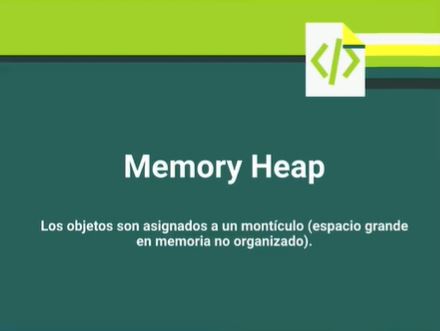 Memory Heap
Los objetos son asignados a un montículo (espacio grande
en memoria no organizado).